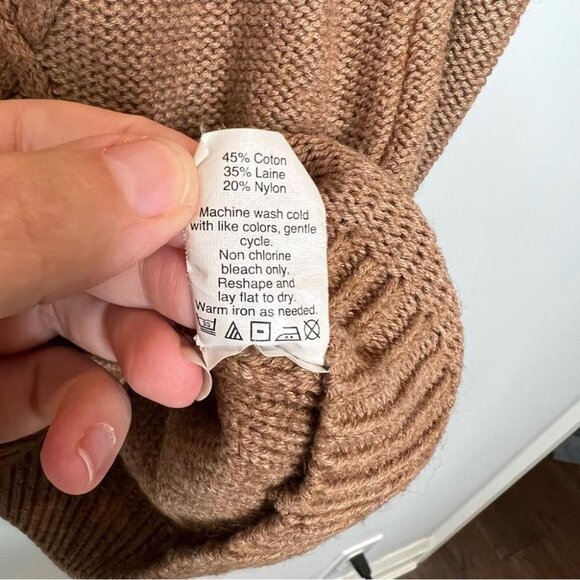 45% Coton
35% Laine
20% Nylon
Machine wash cold
with like colors, gentle
cycle.
Non chlorine
bleach only.
Reshape and
lay flat to dry.
Warm iron as needed.